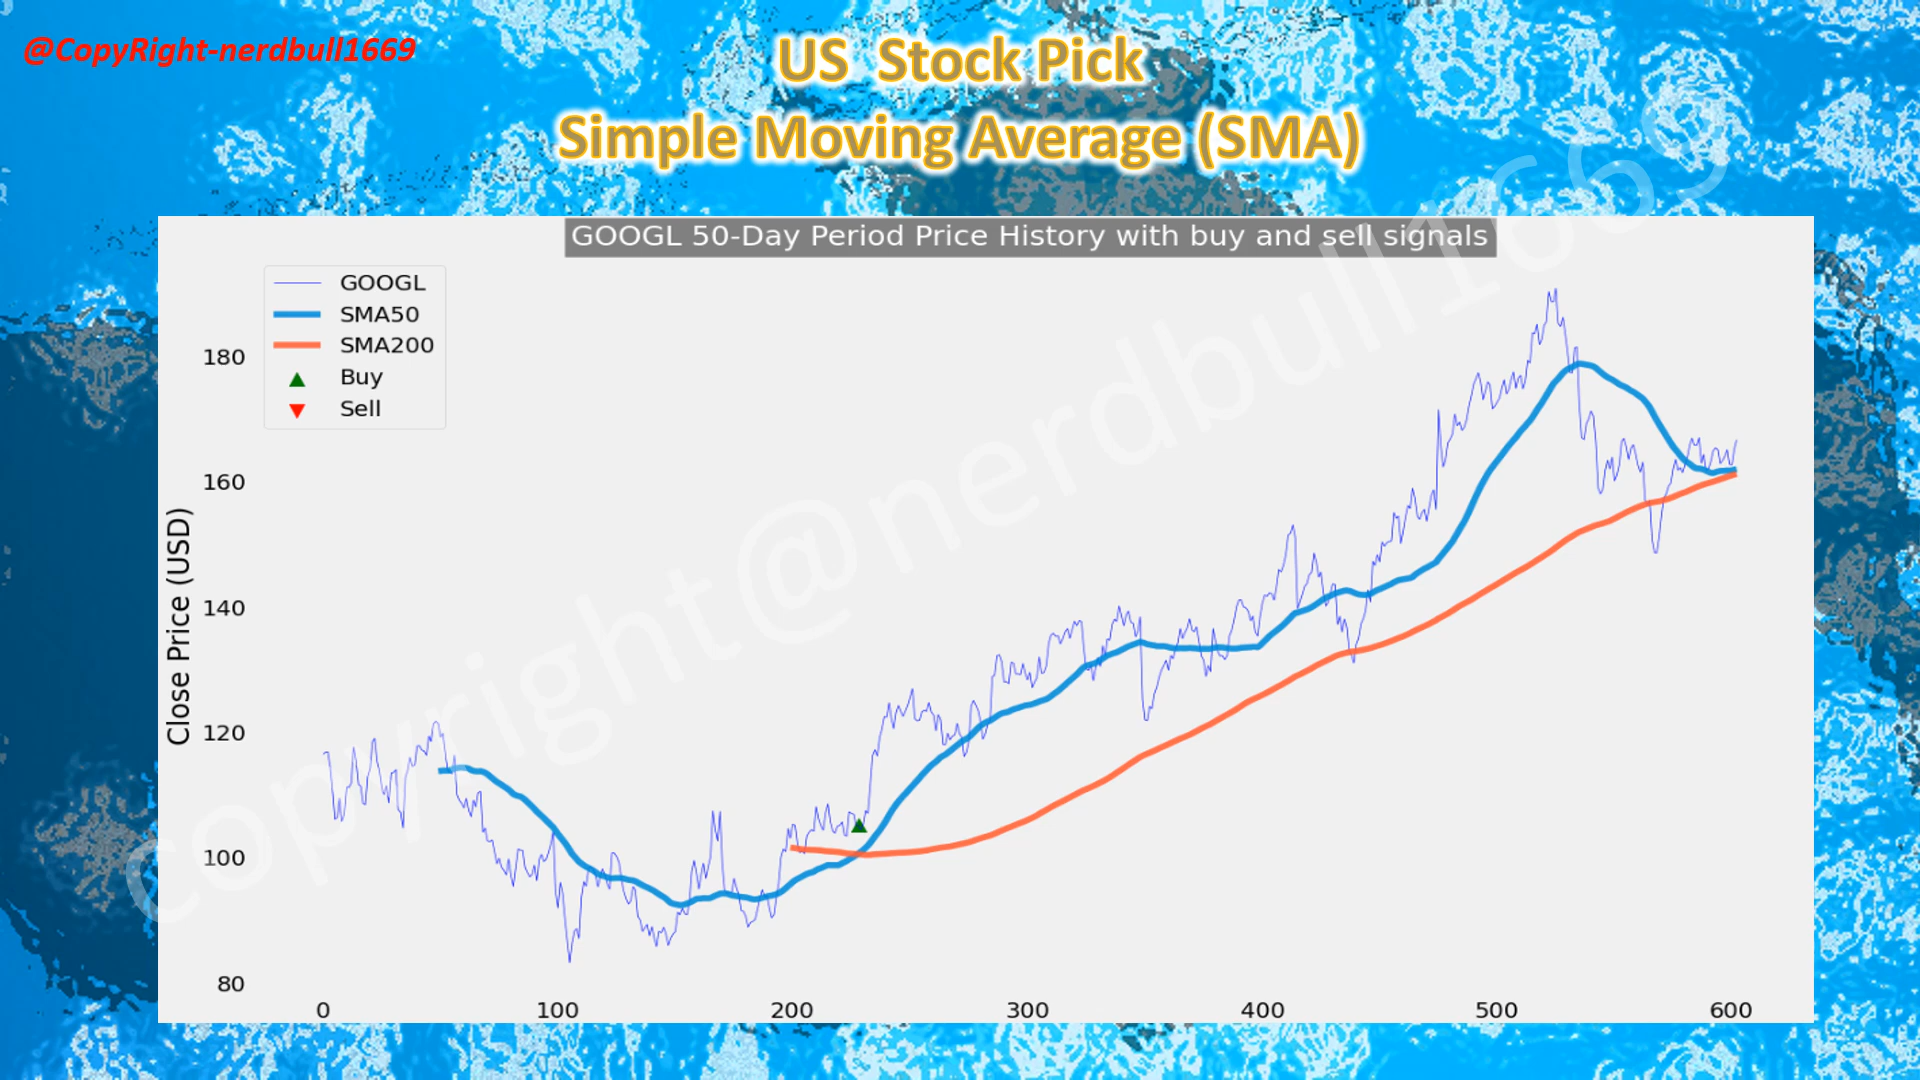 @CopyRight-nerdbull1669
US  Stock Pick
Simple Moving Average (SMA)
GOOGL 50-Day Period Price History with buy and sell signals
GOOGL
SMA50
SMA200
Buy
Sell
Close Price (USD)
180
160
140
120
100
80
0 100 200 300 400 500 600
copyright@nerdbull1669